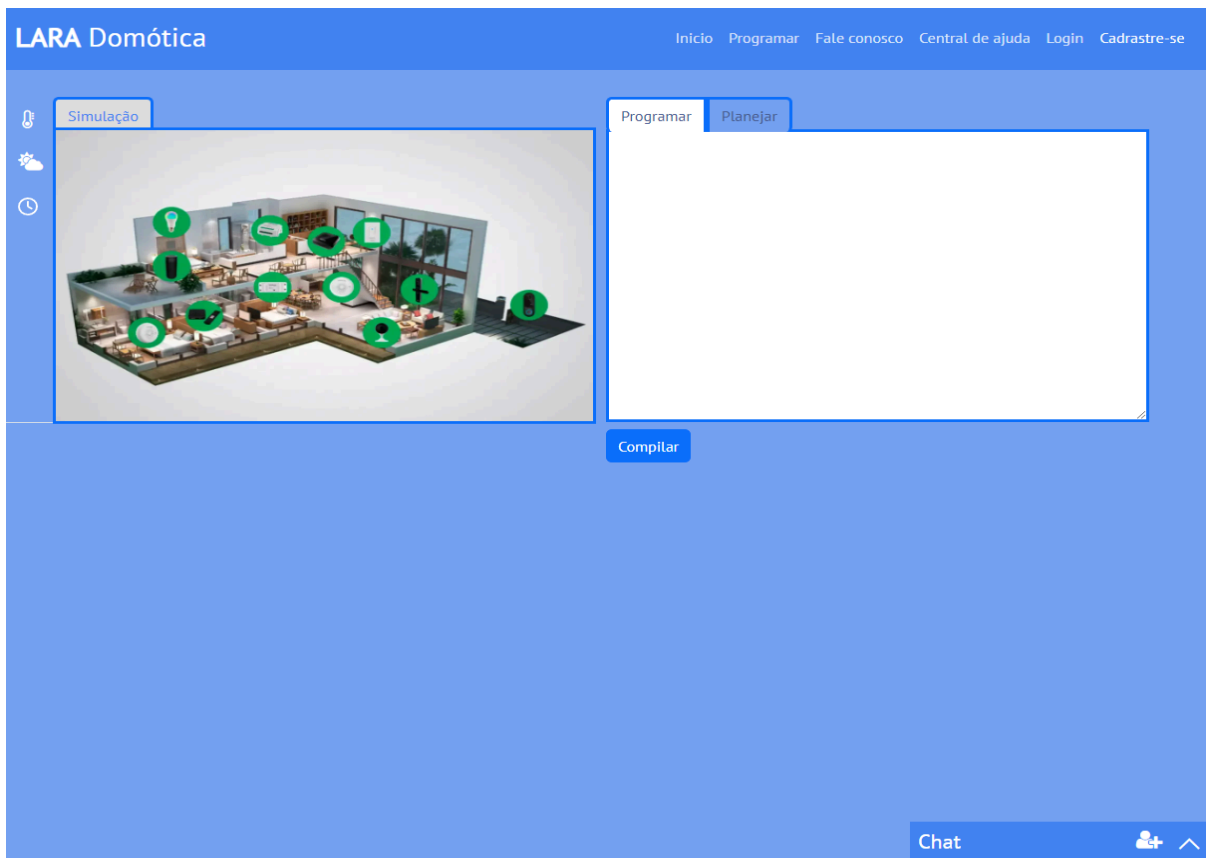 LARA Domótica
Inicio Programar Fale conosco Central de ajuda Login Cadrastre-se
Simulação
Programar Planejar
Compilar
Chat